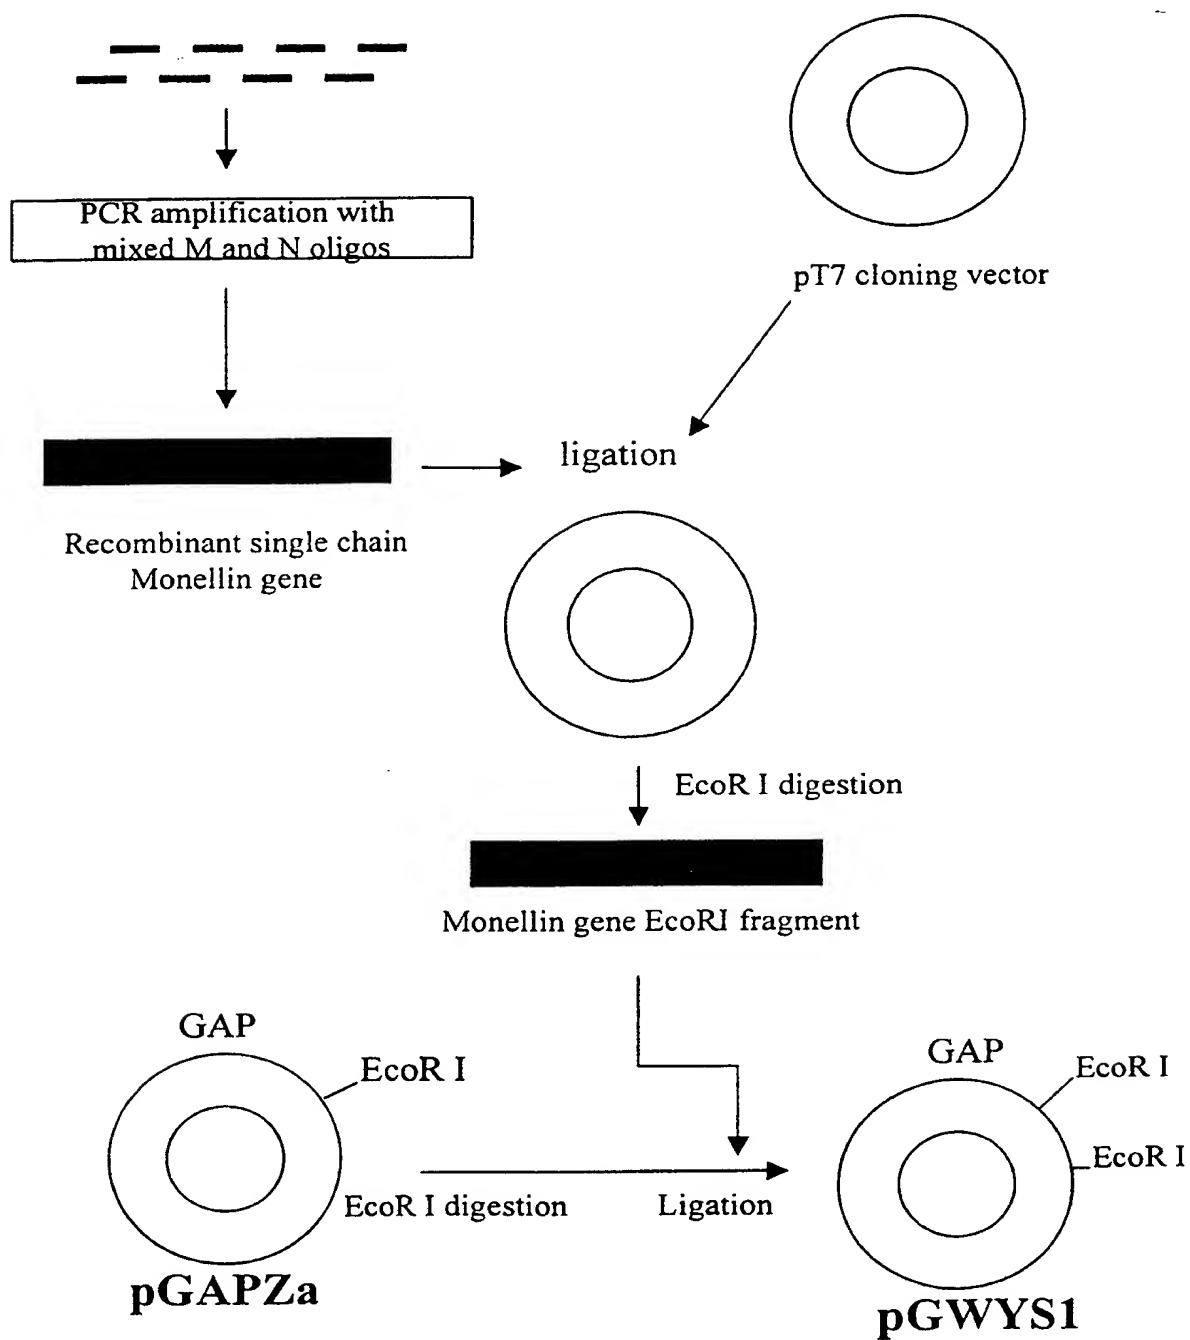 PCR amplification with
mixed M and N oligos
pT7 cloning vector
ligation
Recombinant single chain
Monellin gene
EcoR I digestion
Monellin gene EcoRI fragment
GAP
EcoR I
EcoR I digestion
Ligation
pGAPZa
GAP
EcoR I
EcoR I
pGWYS1